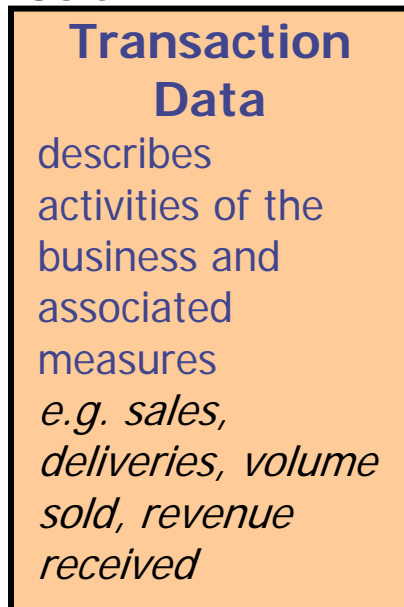 Transaction
Data
describes
activities of the
business and
associated
measures
e.g. sales,
deliveries, volume
sold, revenue
received